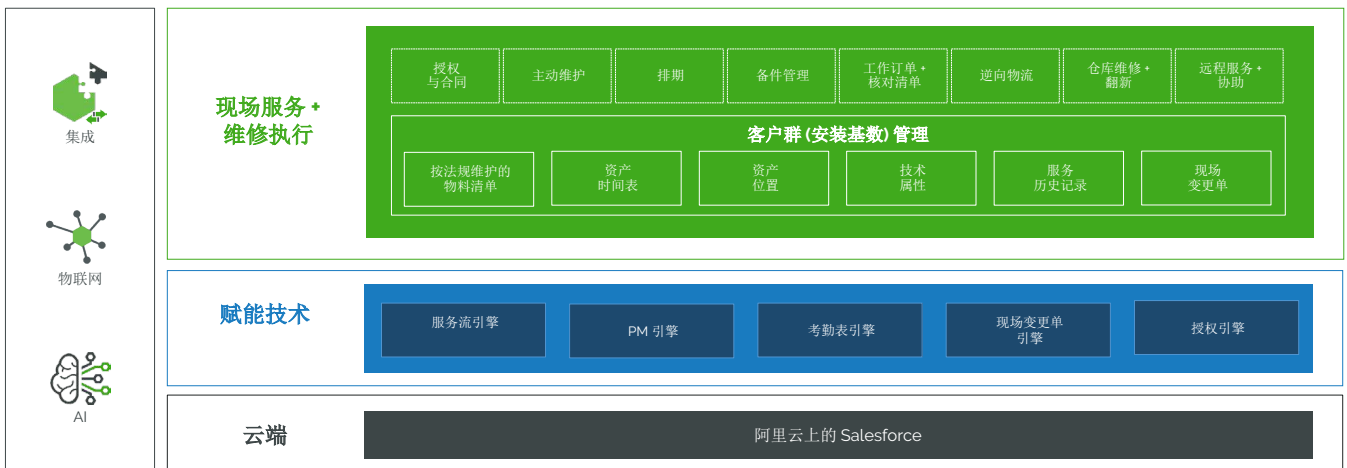 集成
物联网
AI
现场服务 +
维修执行
授权
与合同
主动维护
排期
备件管理
工作订单 +
核对清单
逆向物流
仓库维修 +
翻新
远程服务 +
协助
客户群 (安装基数) 管理
按法规维护的
物料清单
资产
时间表
资产
位置
技术
属性
服务
历史记录
现场
变更单
赋能技术
服务流引擎
PM 引擎
考勤表引擎
现场变更单
引擎
授权引擎
云端
阿里云上的 Salesforce